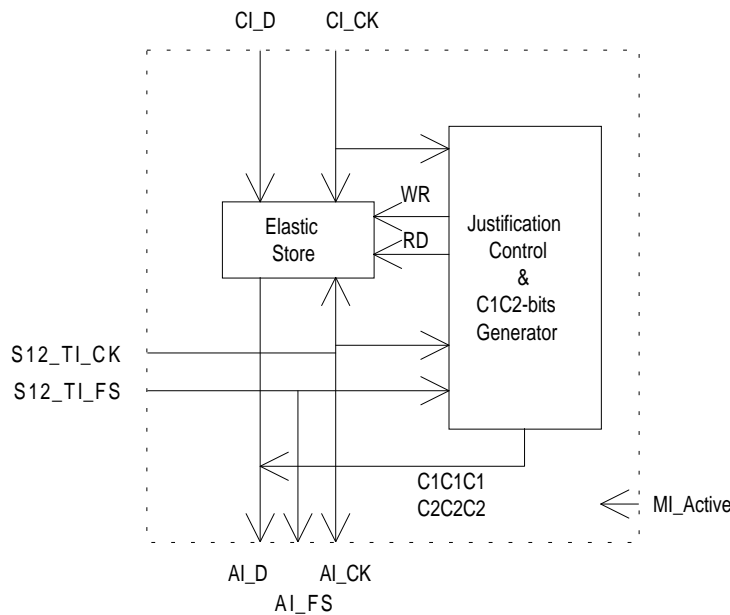 CI_D
CI_CK
WR
Elastic
Store
RD
Justification
Control
&
C1C2-bits
Generator
S12_TI_CK
S12_TI_FS
C1C1C1
C2C2C2
MI_Active
AI_D
AI_CK
AI_FS